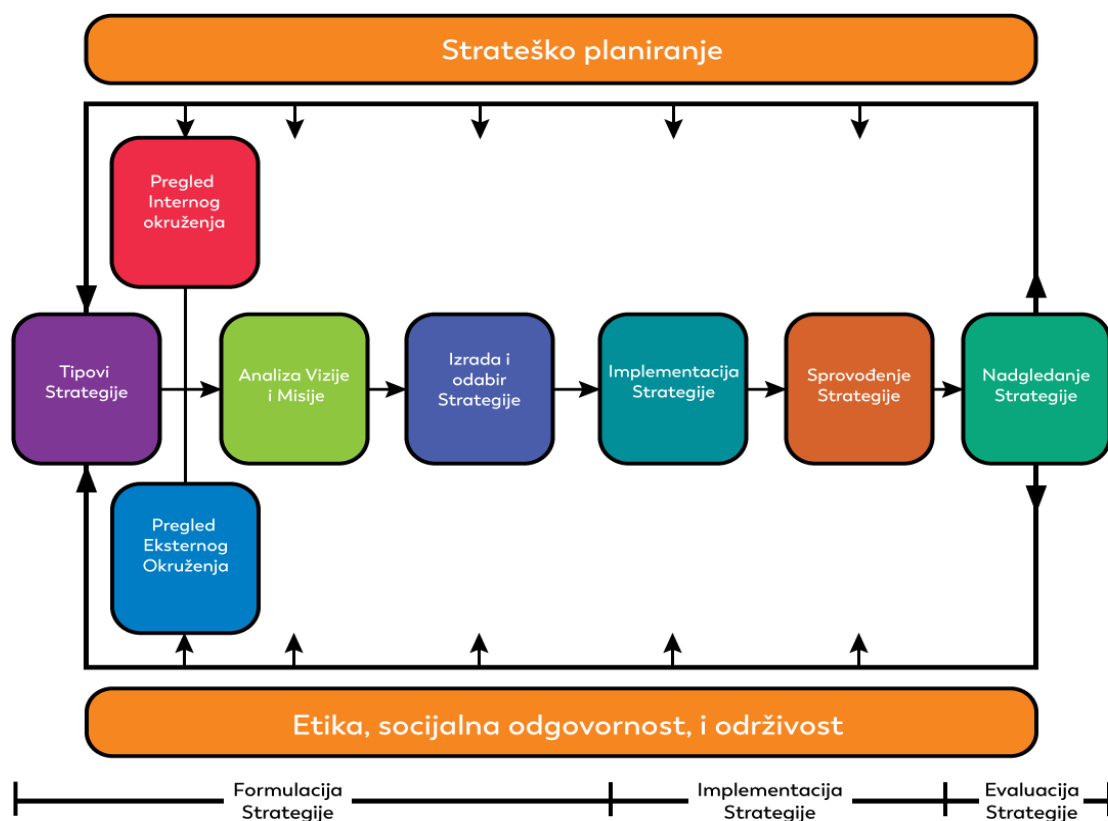 Strateško planiranje
Pregled
Internog
okruženja
Tipovi
Strategije
Analiza Vizije
i Misije
Izrada i
odabir
Strategije
Implementacija
Strategije
Sprovođenje
Strategije
Nadgledanje
Strategije
Pregled
Eksternog
Okruženja
Etika, socijalna odgovornost, i održivost
Formulacija
Strategije
Implementacija
Strategije
Evaluacija
Strategije